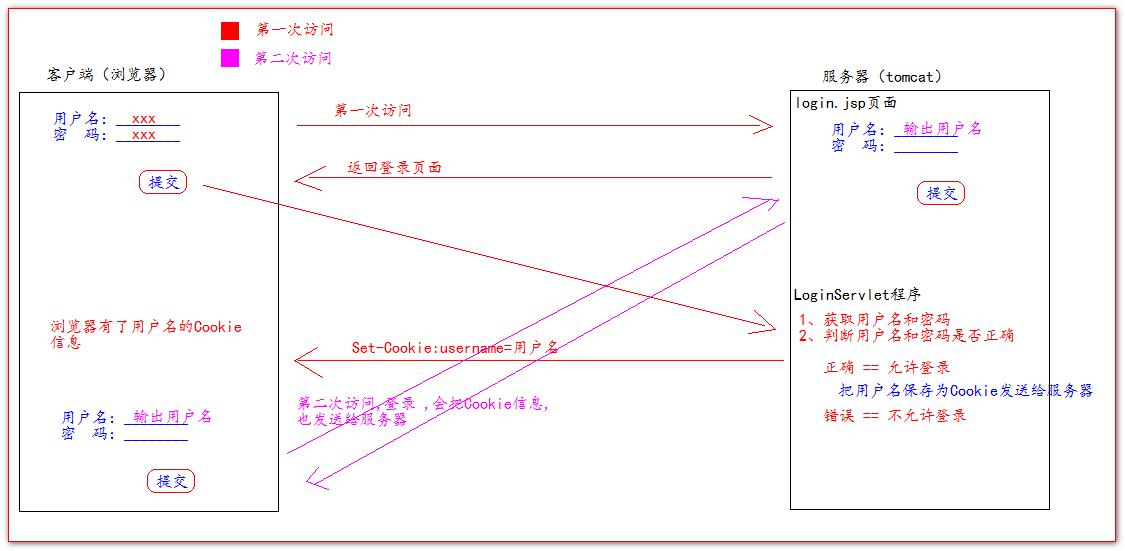 第一次访问
第二次访问
客户端（浏览器）
用户名：__xxx___
密　码：__xxx___
提交
浏览器有了用户名的Cookie
信息
用户名：输出用户名
密　码：________
提交
第一次访问
返回登录页面
Set-Cookie:username=用户名
第二次访问,登录 ,会把Cookie信息,
也发送给服务器
服务器（tomcat）
login.jsp页面
用户名：输出用户名
密　码：________
提交
LoginServlet程序
1、获取用户名和密码
2、判断用户名和密码是否正确
正确 == 允许登录
把用户名保存为Cookie发送给服务器
错误 == 不允许登录